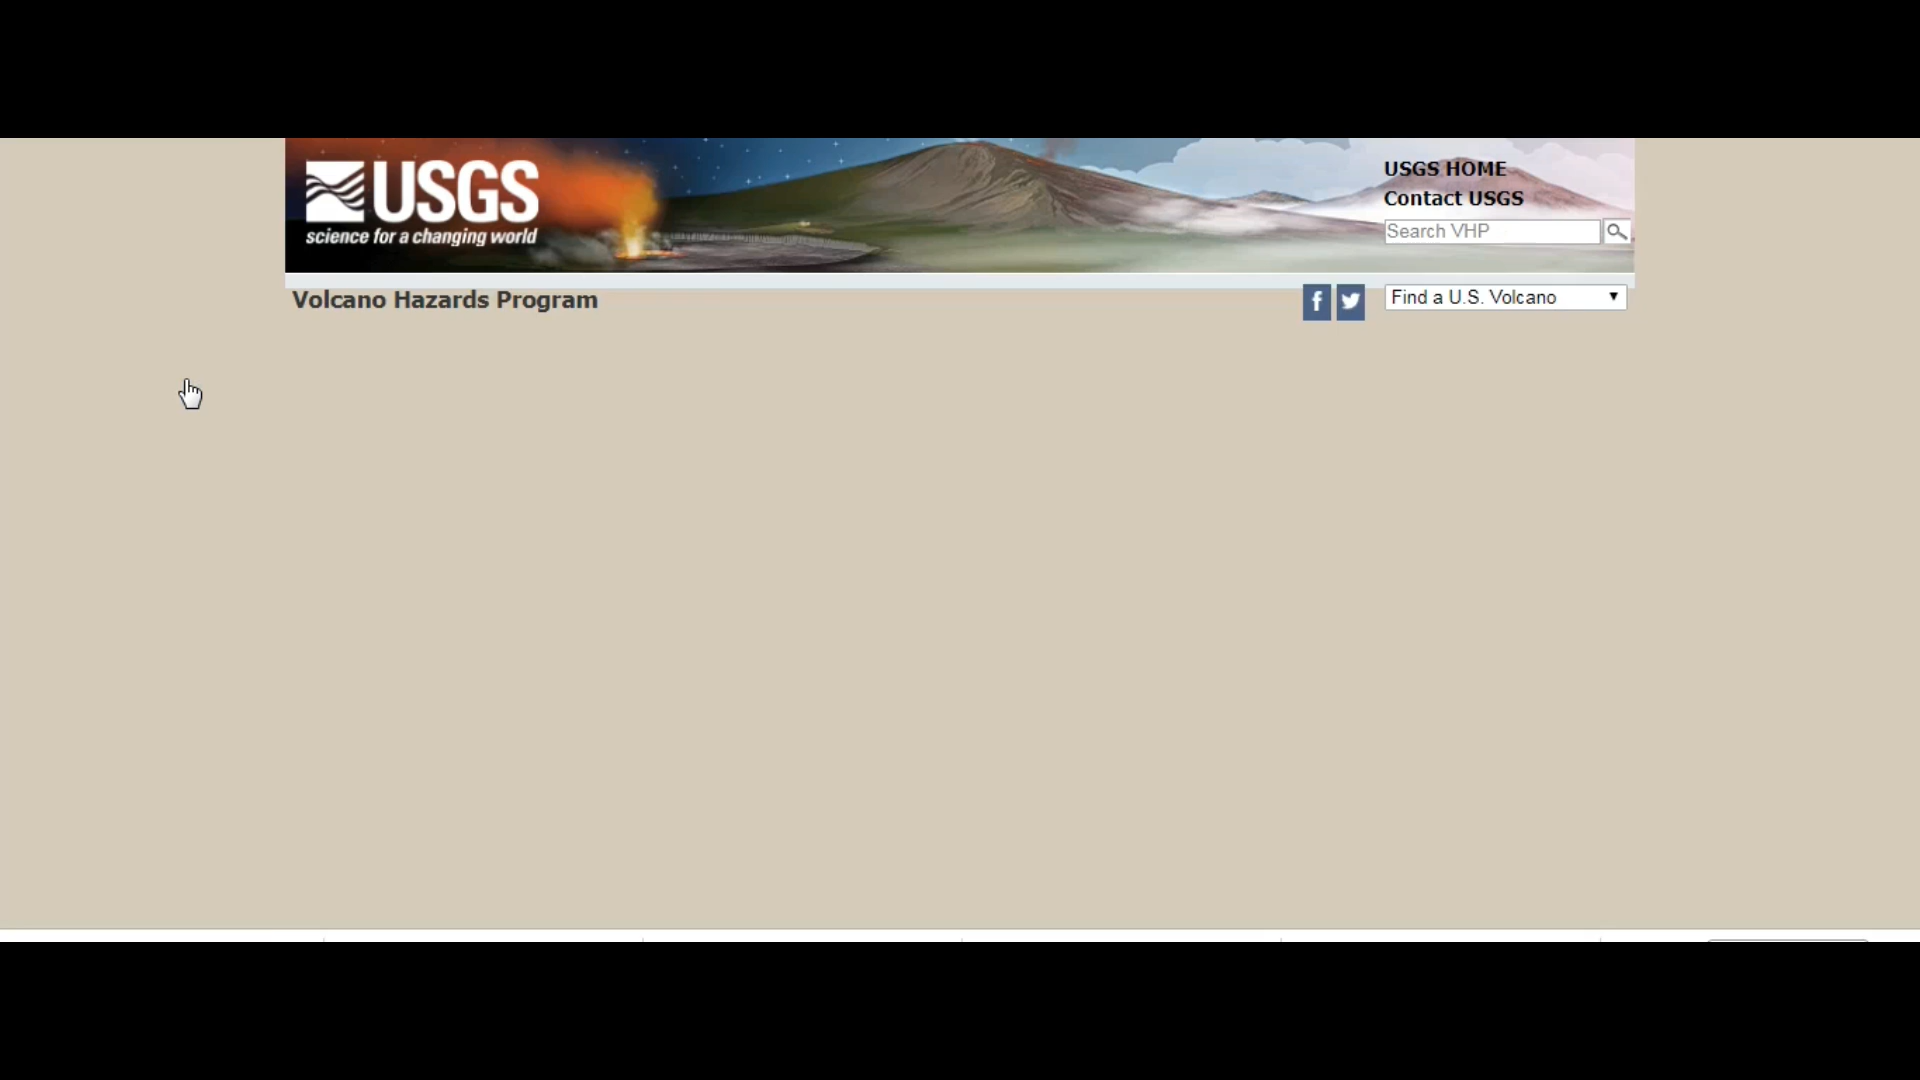 USGS
science for a changing world
USGS HOME
Contact USGS
Search VHP
Volcano Hazards Program
f
Find a U.S. Volcano